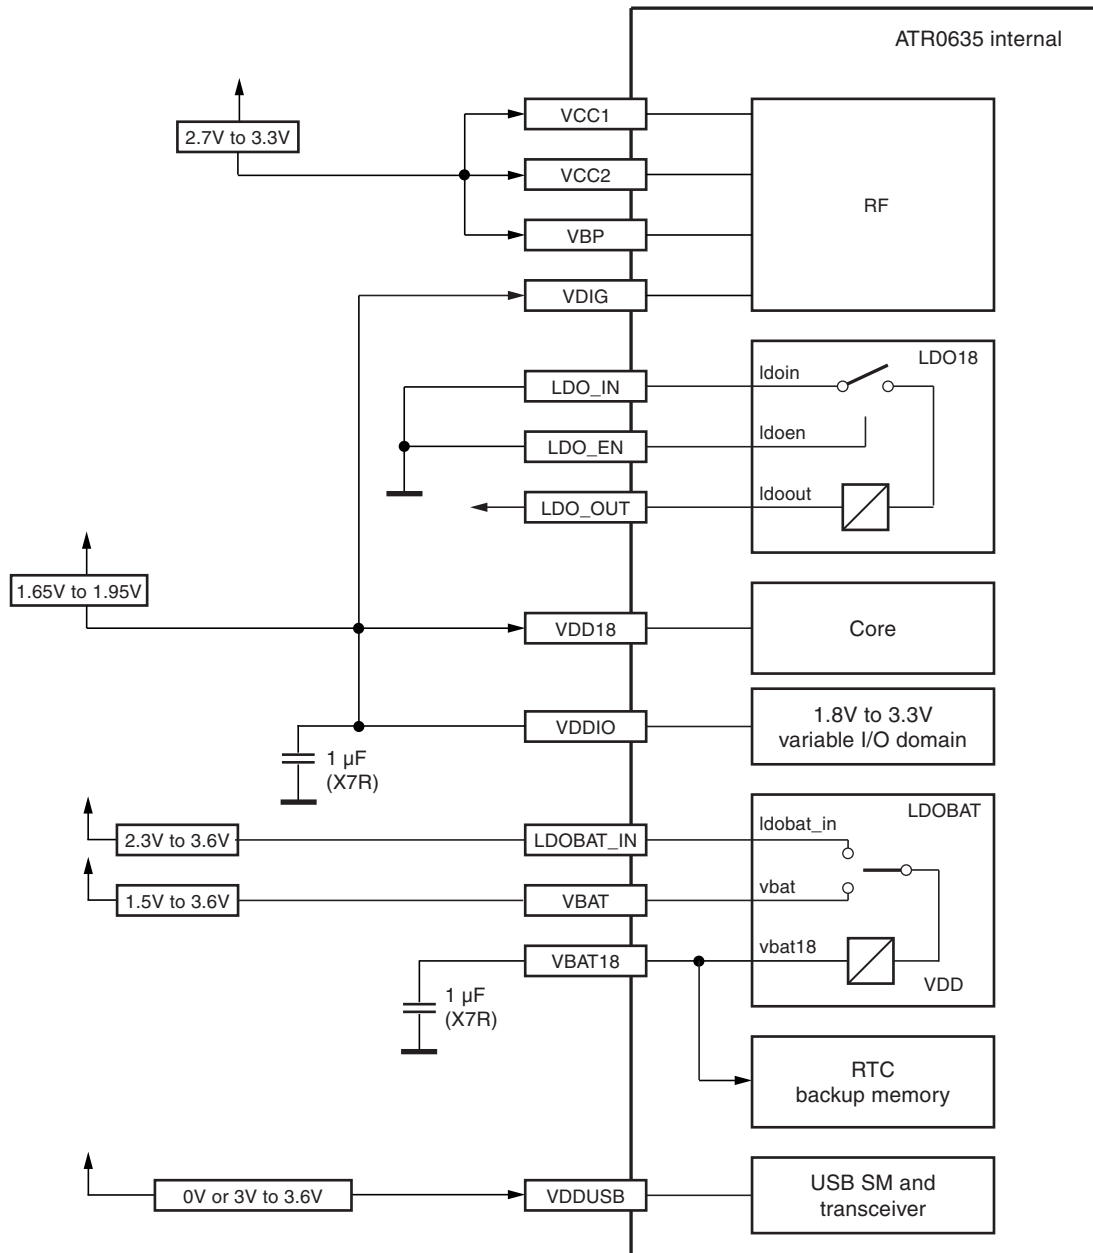 ATR0635 internal
2.7V to 3.3V
VCC1
VCC2
VBP
VDIG
RF
LDO_IN
LDO_EN
LDO_OUT
ldoin
ldoen
ldoout
LDO18
1.65V to 1.95V
VDD18
Core
VDDIO
1.8V to 3.3V
variable I/O domain
1 µF
(X7R)
2.3V to 3.6V
LDOBAT_IN
ldobat_in
LDOBAT
1.5V to 3.6V
VBAT
vbat
VBAT18
vbat18
VDD
1 µF
(X7R)
RTC
backup memory
0V or 3V to 3.6V
VDDUSB
USB SM and
transceiver